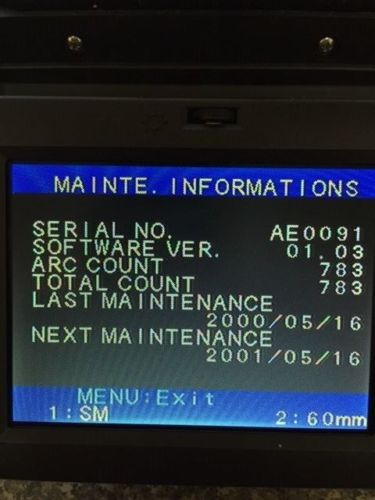 MAINTE. INFORMATIONS
SERIAL NO. AE0091
SOFTWARE VER. 01.03
ARC COUNT 783
TOTAL COUNT 783
LAST MAINTENANCE
2000/05/16
NEXT MAINTENANCE
2001/05/16
MENU:Exit
1:SM 2:60mm